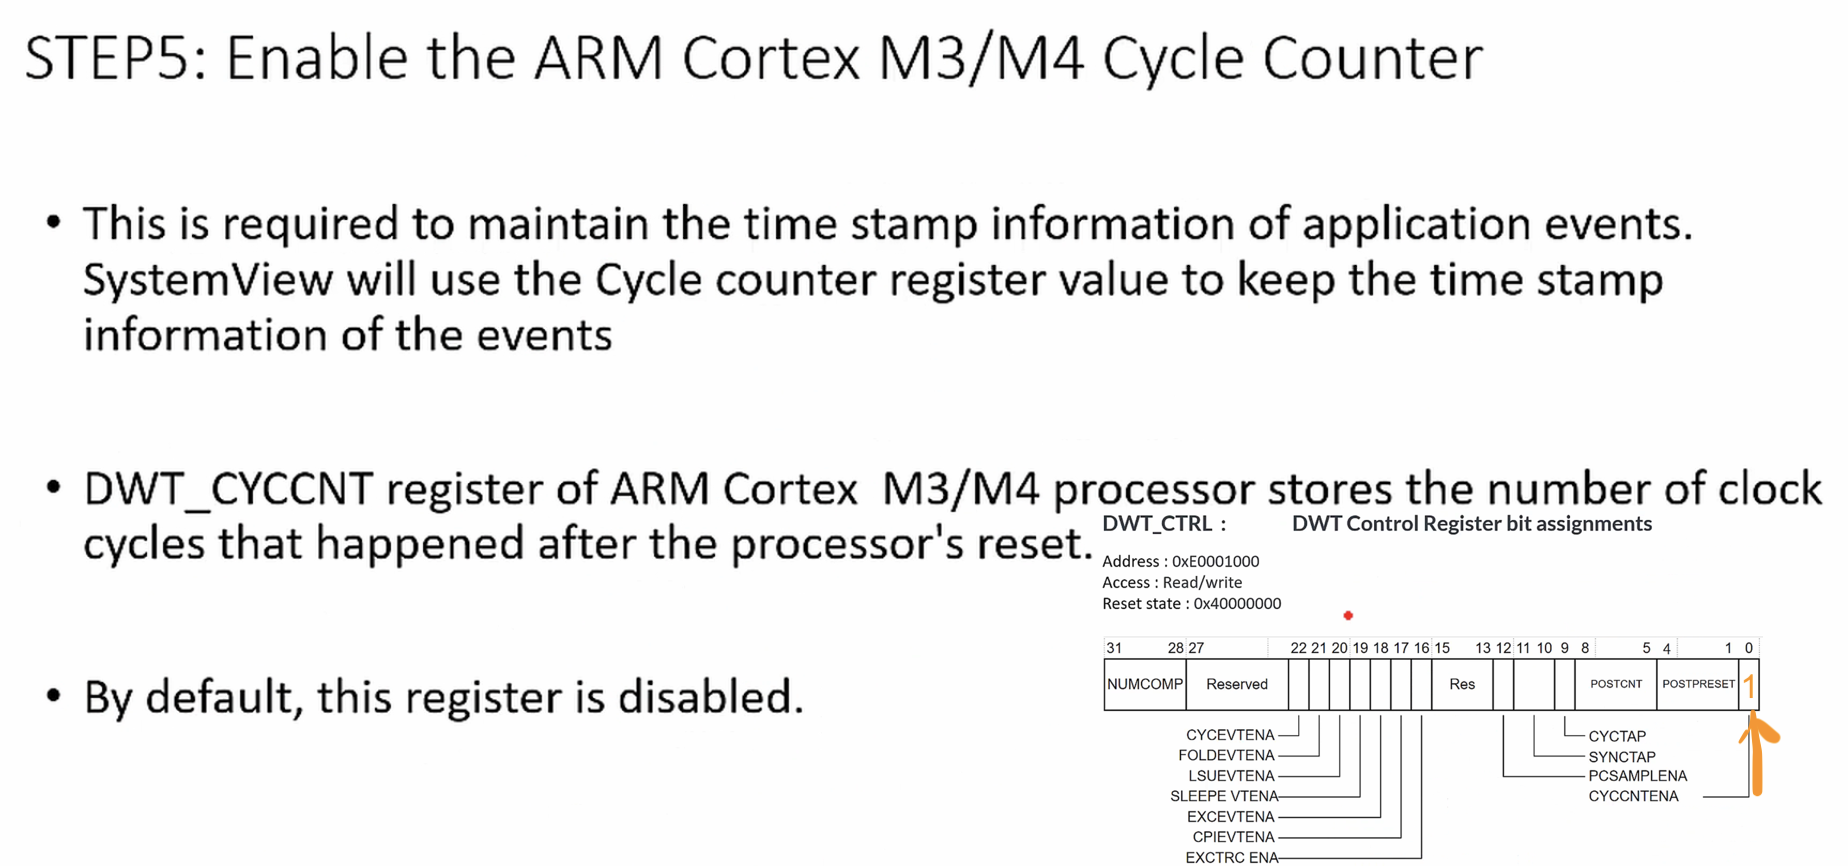 STEP5: Enable the ARM Cortex M3/M4 Cycle Counter
• This is required to maintain the time stamp information of application events.
SystemView will use the Cycle counter register value to keep the time stamp
information of the events
• DWT_CYCCNT register of ARM Cortex M3/M4 processor stores the number of clock
cycles that happened after the processor's reset.
• By default, this register is disabled.
DWT_CTRL : DWT Control Register bit assignments
Address : 0xE0001000
Access : Read/write
Reset state : 0x40000000
31 28 27 22 21 20 19 18 17 16 15 13 12 11 10 9 8 5 4 1 0
NUMCOMP Reserved Res POSTCNT POSTPRESET 1
CYCEVTENA
FOLDEVTENA
LSUEVTENA
SLEEPE VTENA
EXCEVTENA
CPIEVTENA
EXCTRC ENA
CYCTAP
SYNCTAP
PCSAMPLENA
CYCCNTENA